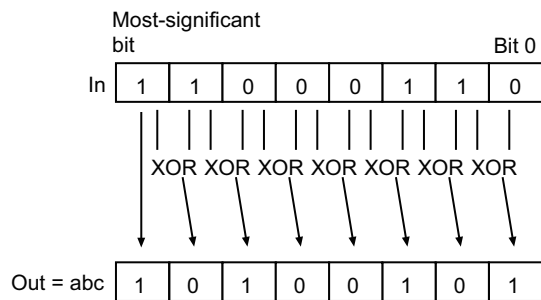 Most-significant
bit Bit 0
In 1 1 0 0 0 1 1 0
XOR XOR XOR XOR XOR XOR XOR
Out = abc 1 0 1 0 0 1 0 1